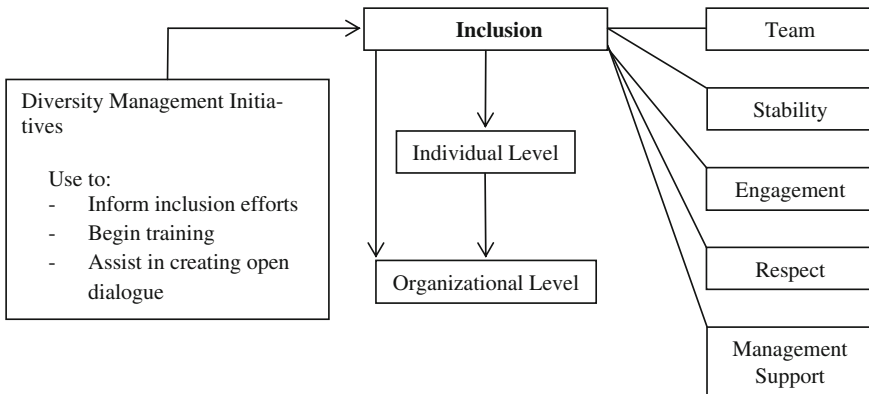 Inclusion
Team
Stability
Engagement
Respect
Management
Support
Diversity Management Initia-
tives
Use to:
- Inform inclusion efforts
- Begin training
- Assist in creating open
dialogue
Individual Level
Organizational Level